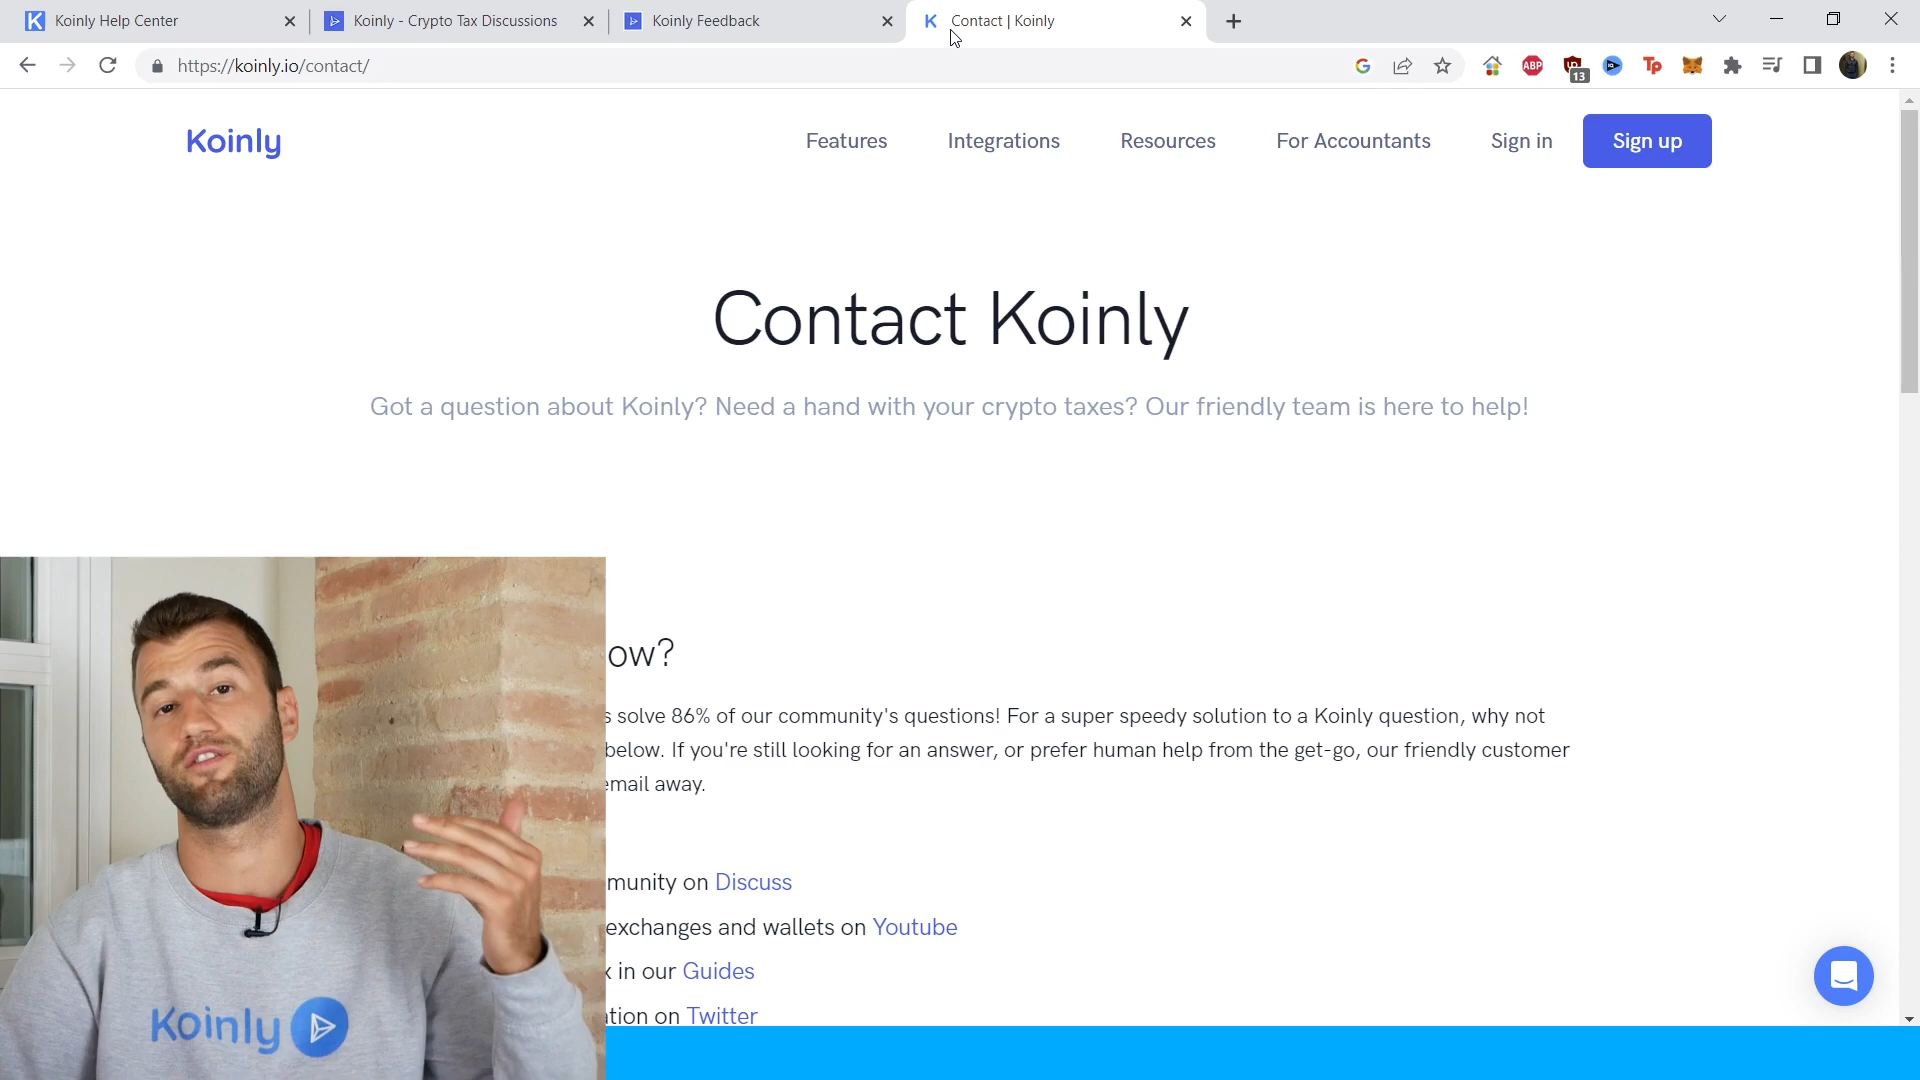 Koinly Help Center
Koinly - Crypto Tax Discussions
Koinly Feedback
Contact | Koinly
https://koinly.io/contact/
ABP
13
Tp
Koinly
Features
Integrations
Resources
For Accountants
Sign in
Sign up
Contact Koinly
Got a question about Koinly? Need a hand with your crypto taxes? Our friendly team is here to help!
ow?
s solve 86% of our community's questions! For a super speedy solution to a Koinly question, why not
below. If you're still looking for an answer, or prefer human help from the get-go, our friendly customer
email away.
munity on Discuss
exchanges and wallets on Youtube
x in our Guides
ation on Twitter
Koinly